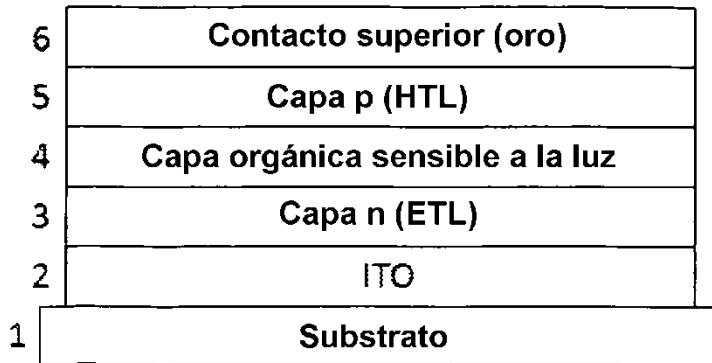 6 Contacto superior (oro)
5 Capa p (HTL)
4 Capa orgánica sensible a la luz
3 Capa n (ETL)
2 ITO
1 Substrato